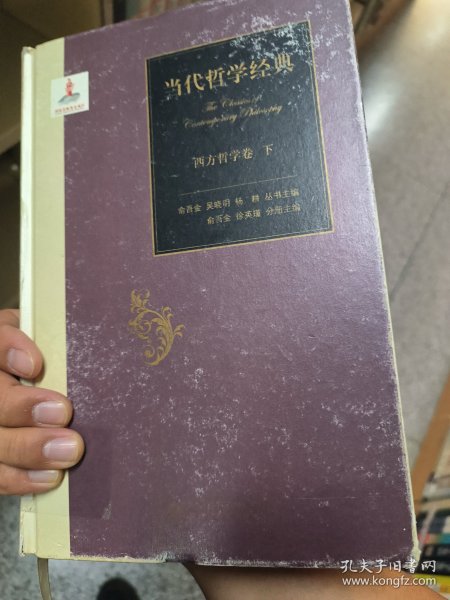 当代哲学经典
The Classics of
Contemporary Philosophy
西方哲学卷 下
俞吾金 吴晓明 杨 耕 丛书主编
俞吾金 徐英瑾 分册主编
孔夫子旧书网
www.kongfz.com